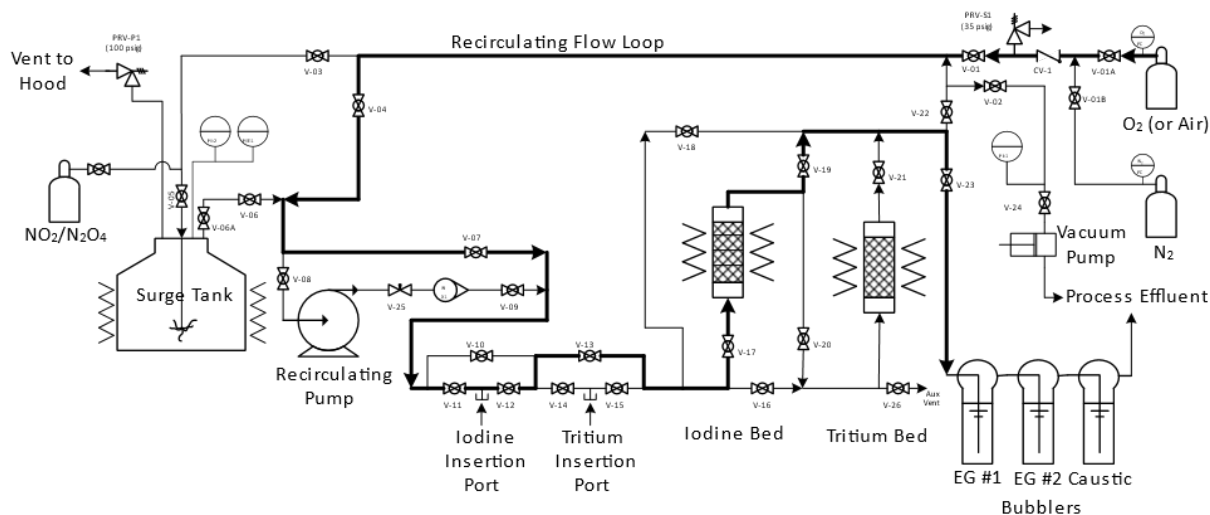 PRV-P1
(100 psig)
Vent to
Hood
Recirculating Flow Loop
PRV-S1
(35 psig)
V-03
V-01
CV-1
V-01A
V-04
V-02
V-01B
V-22
O₂ (or Air)
V-18
V-19
V-21
V-23
V-05
V-06
V-06A
NO₂/N₂O₄
V-24
Vacuum
Pump
N₂
V-07
V-08
Surge Tank
V-25
V-09
Process Effluent
V-10
V-13
V-17
V-20
Recirculating
Pump
V-11
V-12
V-14
V-15
V-16
V-26
Aux
Vent
Iodine
Insertion
Port
Tritium
Insertion
Port
Iodine Bed
Tritium Bed
EG #1
EG #2
Caustic
Bubblers